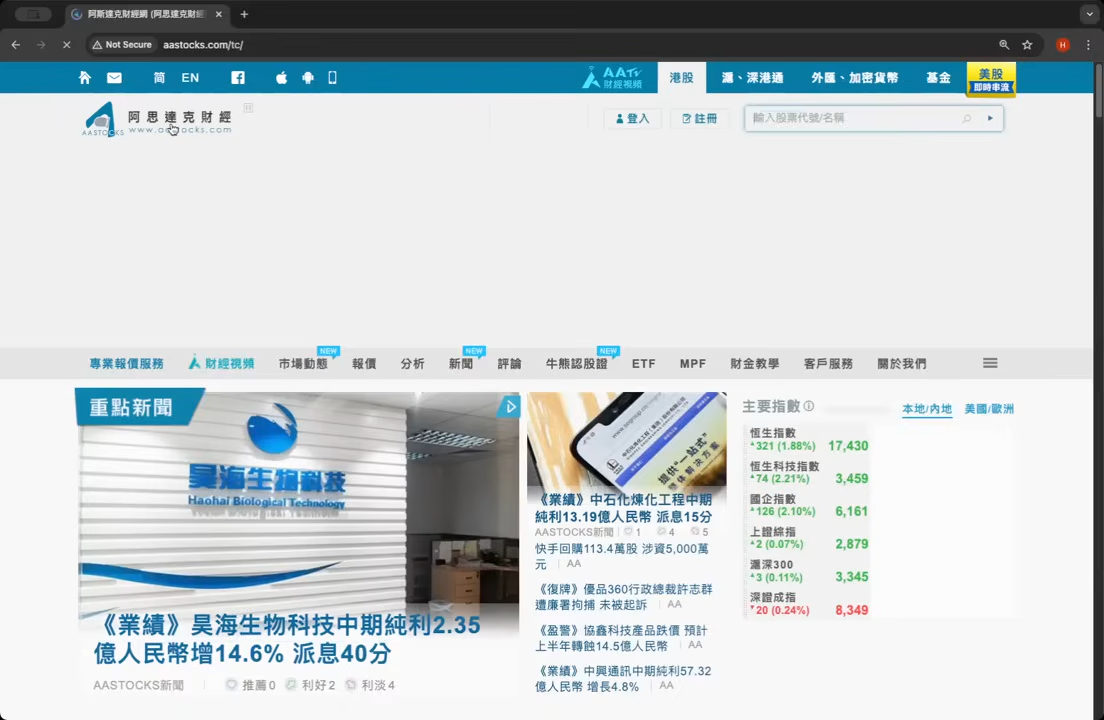 阿斯達克財經網 (阿思達克財經
Not Secure
aastocks.com/tc/
H
简
EN
AATV
財經視頻
港股
滬、深港通
外匯、加密貨幣
基金
美股
即時串流
AASTOCKS
阿思達克財經
www.aastocks.com
登入
註冊
輸入股票代號/名稱
專業報價服務
財經視頻
市場動態
NEW
報價
分析
新聞
NEW
評論
牛熊認股證
NEW
ETF
MPF
財金教學
客戶服務
關於我們
重點新聞
昊海生物科技
Haohai Biological Technology
《業績》昊海生物科技中期純利2.35
億人民幣增14.6% 派息40分
AASTOCKS新聞
推薦0
利好2
利淡4
提供"一站式"
《業績》中石化煉化工程中期
純利13.19億人民幣 派息15分
AASTOCKS新聞
1
4
5
快手回購113.4萬股 涉資5,000萬
元
AA
《復牌》優品360行政總裁許志群
遭廉署拘捕 未被起訴
AA
《盈警》協鑫科技產品跌價 預計
上半年轉蝕14.5億人民幣
AA
《業績》中興通訊中期純利57.32
億人民幣 增長4.8%
AA
主要指數
本地/內地
美國/歐洲
恆生指數
321 (1.88%)
17,430
恆生科技指數
74 (2.21%)
3,459
國企指數
126 (2.10%)
6,161
上證綜指
2 (0.07%)
2,879
滬深300
3 (0.11%)
3,345
深證成指
20 (0.24%)
8,349